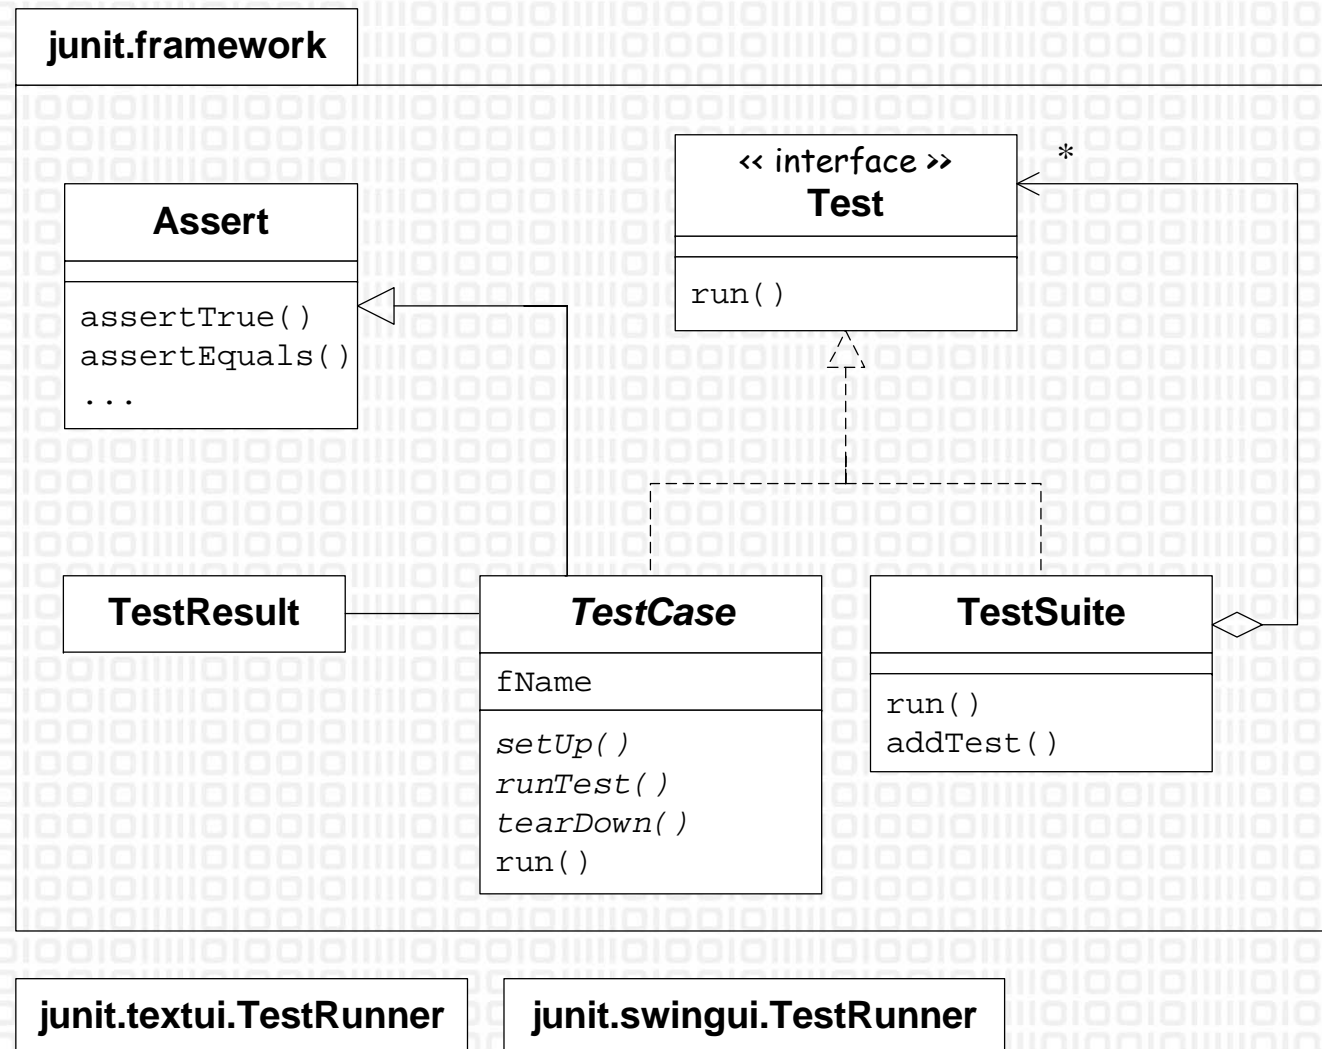 junit.framework
<< interface >>
Test
*
run()
Assert
assertTrue()
assertEquals()
...
TestResult
TestCase
fName
setUp()
runTest()
tearDown()
run()
TestSuite
run()
addTest()
junit.textui.TestRunner
junit.swingui.TestRunner